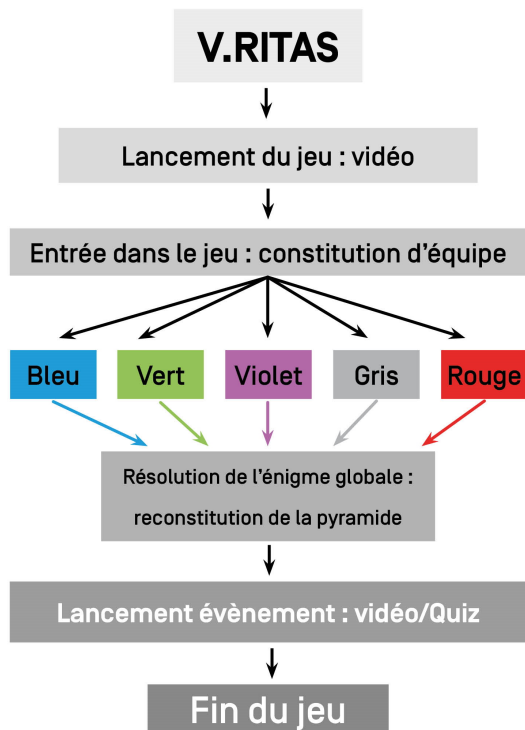 V.RITAS
Lancement du jeu : vidéo
Entrée dans le jeu : constitution d'équipe
Bleu
Vert
Violet
Gris
Rouge
Résolution de l'énigme globale :
reconstitution de la pyramide
Lancement évènement : vidéo/Quiz
Fin du jeu